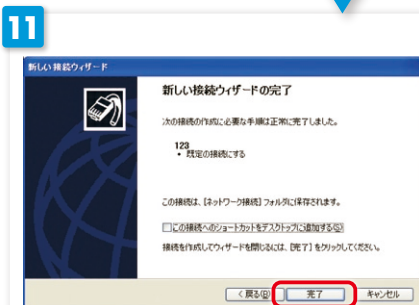 11
新しい接続ウィザード
新しい接続ウィザードの完了
次の接続の作成に必要な手順は正常に完了しました。
123
• 既定の接続にする
この接続は、[ネットワーク接続] フォルダに保存されます。
この接続へのショートカットをデスクトップに追加する(S)
接続を作成してウィザードを閉じるには、[完了] をクリックしてください。
< 戻る(B)
完了
キャンセル